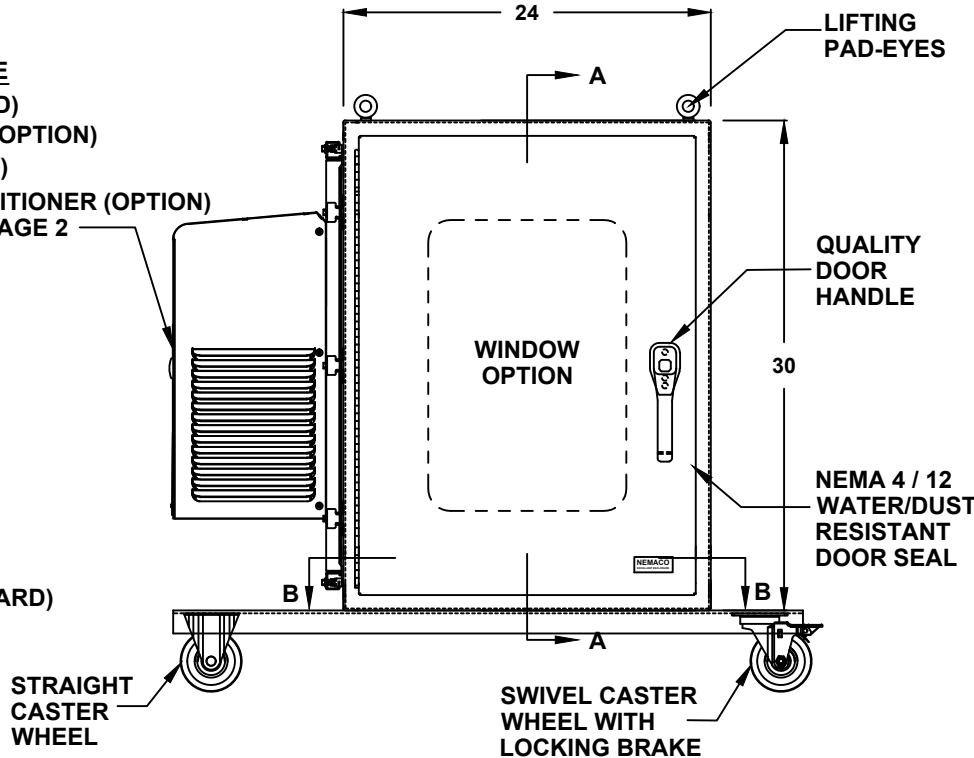 24
LIFTING
PAD-EYES
A
E
D)
OPTION)
)
ITIONER (OPTION)
AGE 2
QUALITY
DOOR
HANDLE
WINDOW
OPTION
30
NEMA 4 / 12
WATER/DUST
RESISTANT
DOOR SEAL
NEMACO
ARD)
B
B
A
STRAIGHT
CASTER
WHEEL
SWIVEL CASTER
WHEEL WITH
LOCKING BRAKE